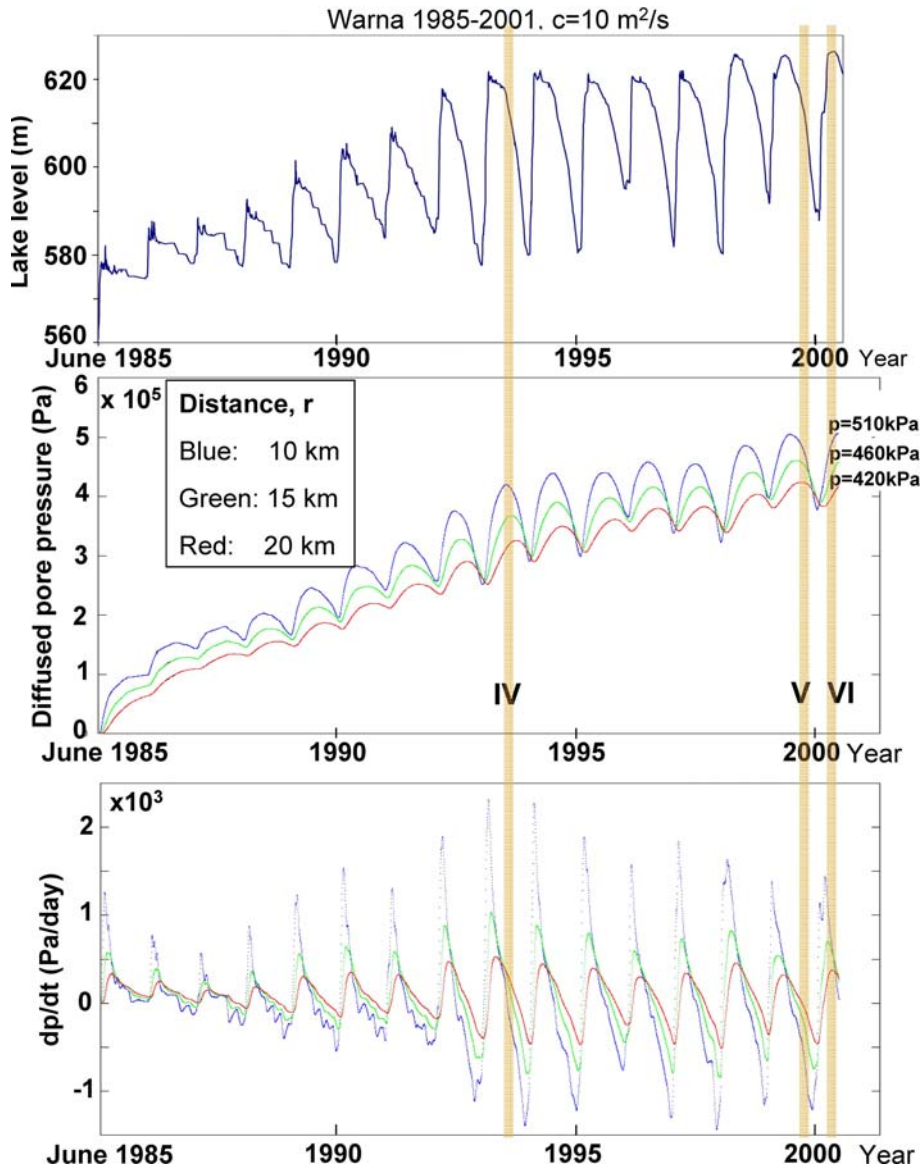 Warna 1985-2001, c=10 m²/s
Lake level (m)
620
600
580
560
June 1985 1990 1995 2000 Year
Diffused pore pressure (Pa)
6
x 10⁵
5
4
3
2
1
0
Distance, r
Blue: 10 km
Green: 15 km
Red: 20 km
p=510kPa
p=460kPa
p=420kPa
IV V VI
June 1985 1990 1995 2000 Year
dp/dt (Pa/day)
x10³
2
1
0
-1
June 1985 1990 1995 2000 Year